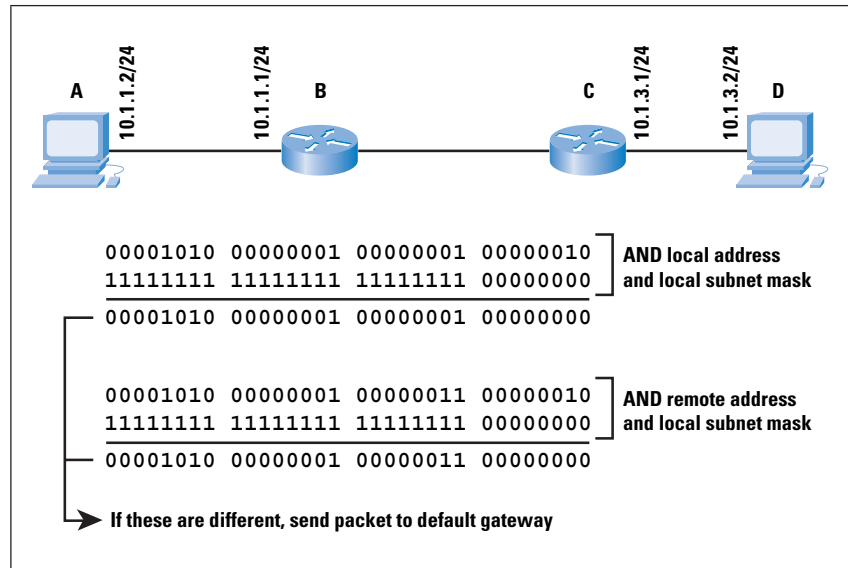 A
10.1.1.2/24
10.1.1.1/24
B
C
10.1.3.1/24
10.1.3.2/24
D
00001010 00000001 00000001 00000010
11111111 11111111 11111111 00000000
AND local address
and local subnet mask
00001010 00000001 00000001 00000000
00001010 00000001 00000011 00000010
11111111 11111111 11111111 00000000
AND remote address
and local subnet mask
00001010 00000001 00000011 00000000
If these are different, send packet to default gateway